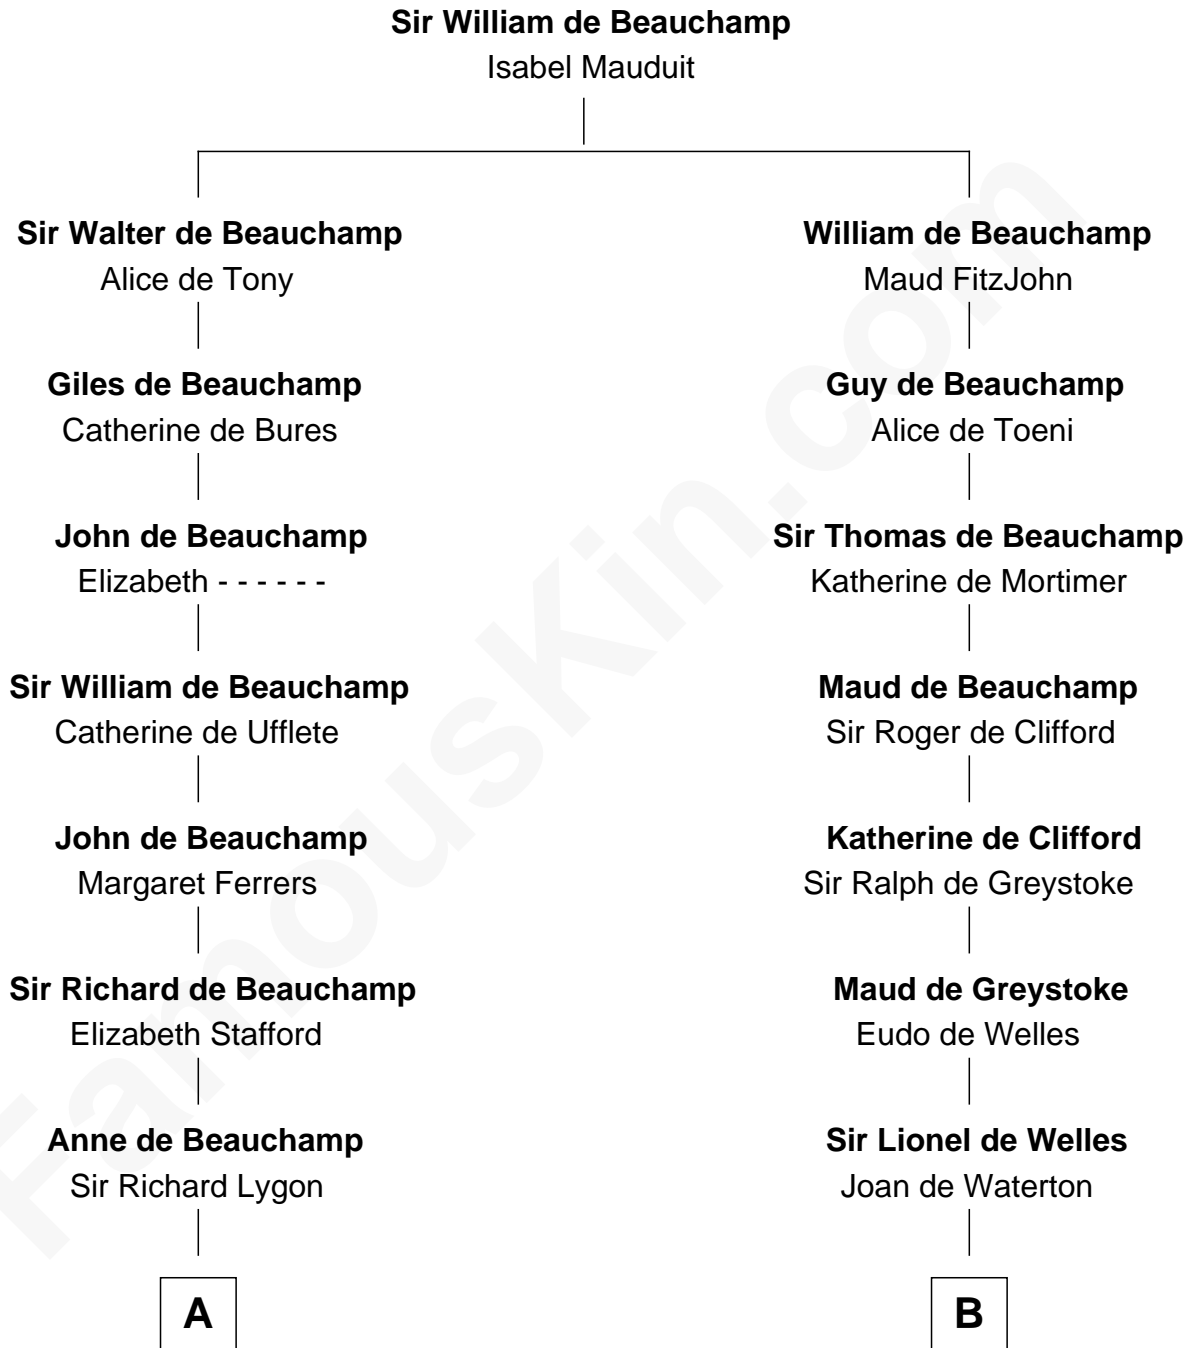 Sir William de Beauchamp
Isabel Mauduit
Sir Walter de Beauchamp
Alice de Tony
William de Beauchamp
Maud FitzJohn
Giles de Beauchamp
Catherine de Bures
Guy de Beauchamp
Alice de Toeni
John de Beauchamp
Elizabeth - - - - - -
Sir Thomas de Beauchamp
Katherine de Mortimer
Sir William de Beauchamp
Catherine de Ufflete
Maud de Beauchamp
Sir Roger de Clifford
John de Beauchamp
Margaret Ferrers
Katherine de Clifford
Sir Ralph de Greystoke
Sir Richard de Beauchamp
Elizabeth Stafford
Maud de Greystoke
Eudo de Welles
Anne de Beauchamp
Sir Richard Lygon
Sir Lionel de Welles
Joan de Waterton
A
B
FamousKin.com